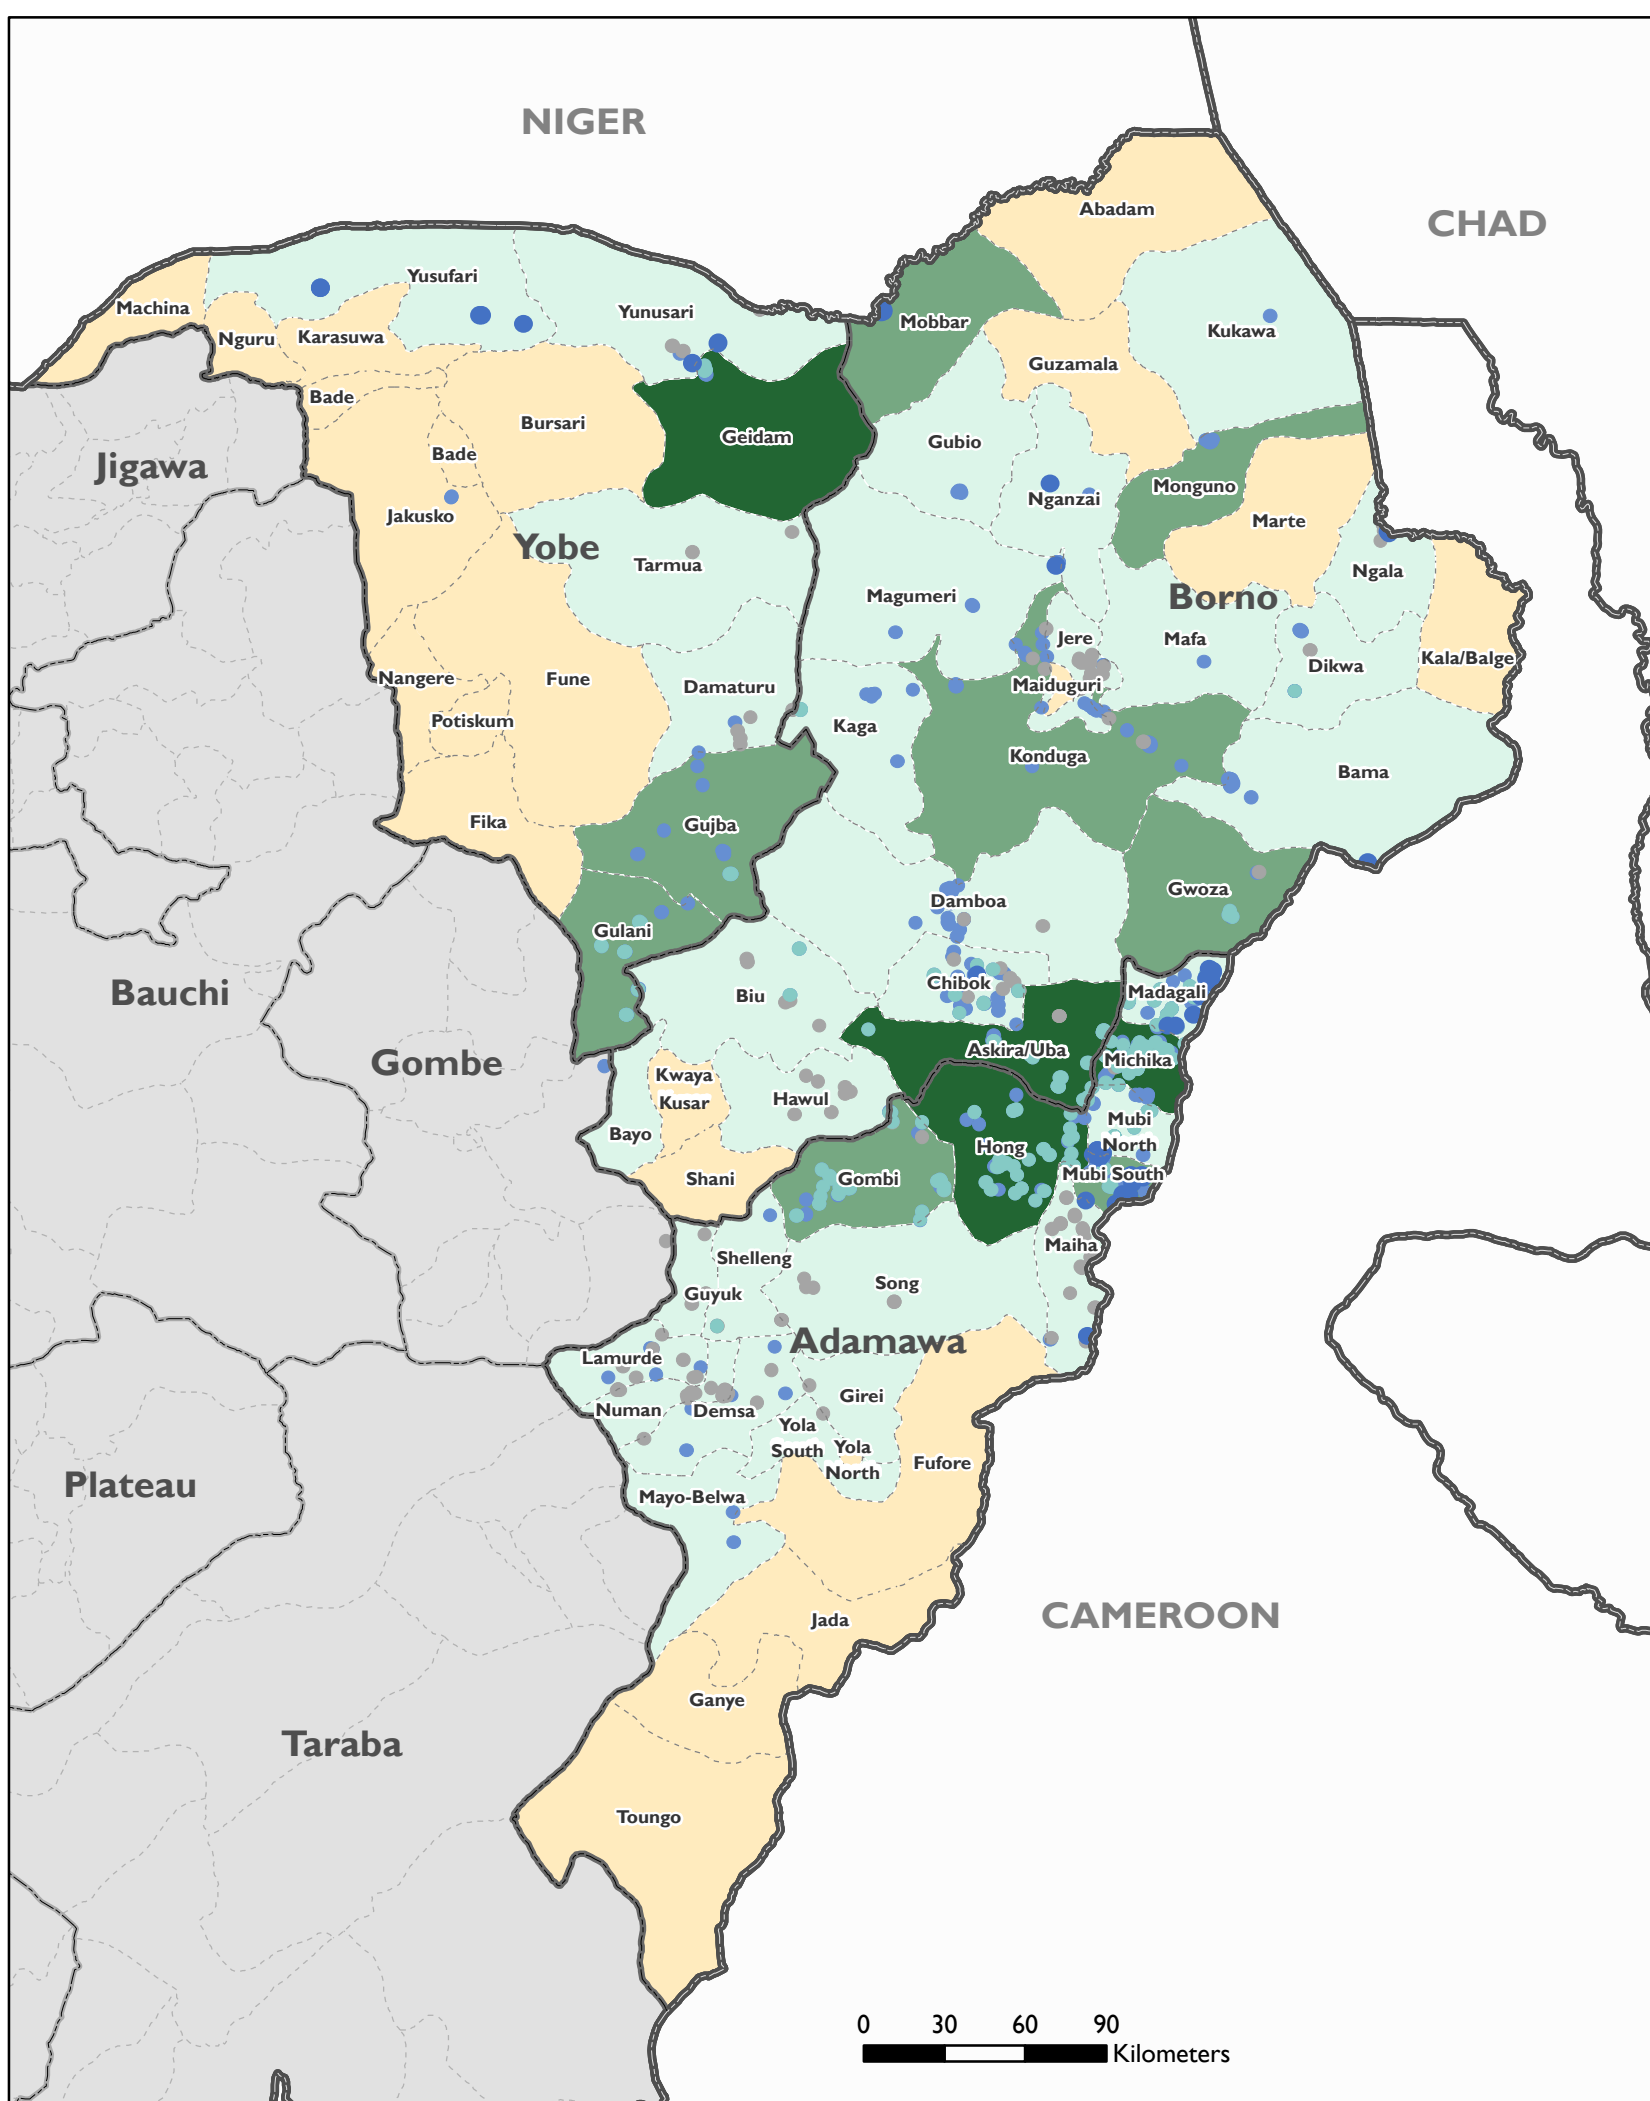 NIGER
CHAD
Abadam
Yusufari
Machina
Yunusari
Mobbar
Kukawa
Nguru
Karasuwa
Guzamala
Bade
Bursari
Geidam
Gubio
Bade
Jigawa
Monguno
Nganzai
Jakusko
Marte
Yobe
Tarmua
Ngala
Magumeri
Borno
Jere
Mafa
Dikwa
Kala/Balge
Nangere
Fune
Damaturu
Maiduguri
Potiskum
Kaga
Konduga
Bama
Fika
Gujba
Gwoza
Damboa
Gulani
Chibok
Bauchi
Biu
Madagali
Askira/Uba
Michika
Gombe
Kwaya
Kusar
Hawul
Mubi
North
Bayo
Hong
Mubi South
Shani
Gombi
Maiha
Shelleng
Song
Guyuk
Adamawa
Lamurde
Girei
Numan
Demsa
Yola
South
Yola
North
Fufore
Plateau
Mayo-Belwa
CAMEROON
Jada
Ganye
Taraba
Toungo
0 30 60 90
Kilometers